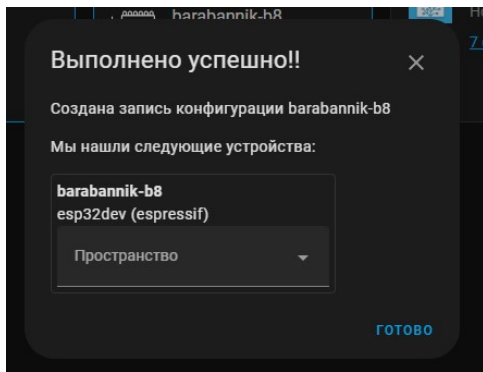 barabannik-b8
Выполнено успешно!!
Создана запись конфигурации barabannik-b8
Мы нашли следующие устройства:
barabannik-b8
esp32dev (espressif)
Пространство
ГОТОВО